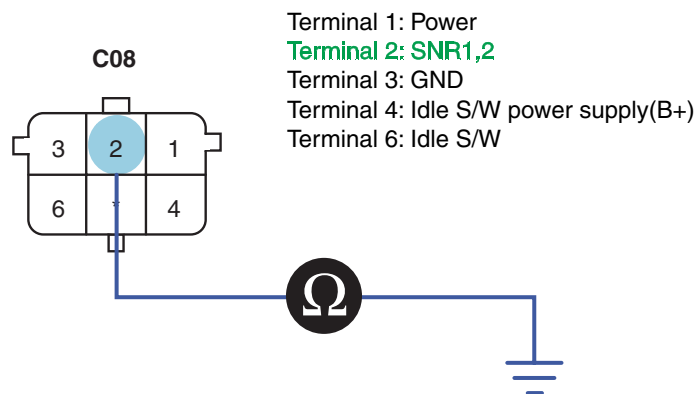 Terminal 1: Power
Terminal 2: SNR1,2
C08
Terminal 3: GND
Terminal 4: Idle S/W power supply(B+)
Terminal 6: Idle S/W
3 2 1
6 * 4
Ω